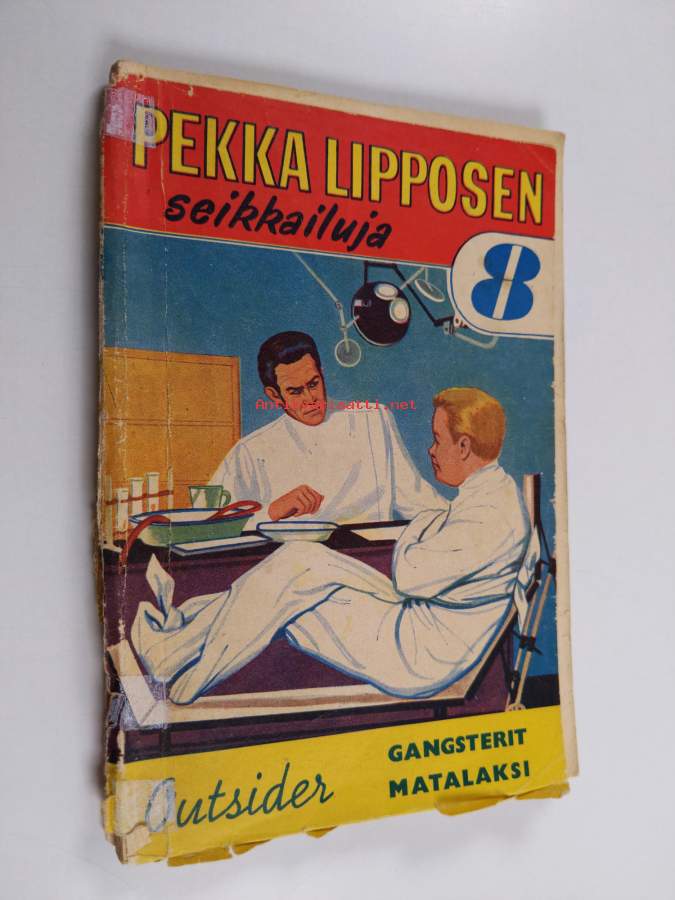 PEKKA LIPPOSEN
seikkailuja
8
Antikvariaatti.net
Outsider
GANGSTERIT
MATALAKSI